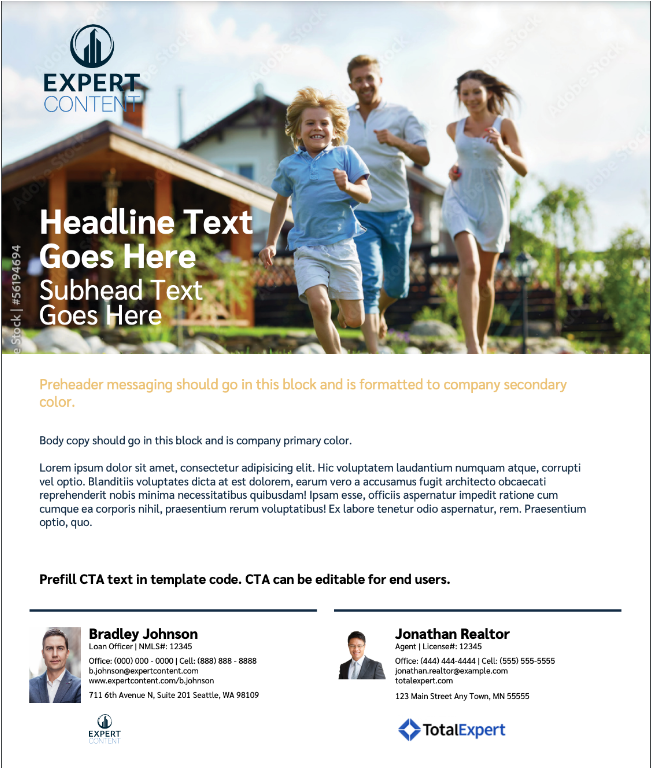 EXPERT
CONTENT
Headline Text
Goes Here
Subhead Text
Goes Here
e Stock | #56194694
Preheader messaging should go in this block and is formatted to company secondary
color.
Body copy should go in this block and is company primary color.
Lorem ipsum dolor sit amet, consectetur adipisicing elit. Hic voluptatem laudantium numquam atque, corrupti
vel optio. Blanditiis voluptates dicta at est dolorem, earum vero a accusamus fugit architecto obcaecati
reprehenderit nobis minima necessitatibus quibusdam! Ipsam esse, officiis aspernatur impedit ratione cum
cumque ea corporis nihil, praesentium rerum voluptatibus! Ex labore tenetur odio aspernatur, rem. Praesentium
optio, quo.
Prefill CTA text in template code. CTA can be editable for end users.
Bradley Johnson
Loan Officer | NMLS#: 12345
Office: (000) 000 - 0000 | Cell: (888) 888 - 8888
b.johnson@expertcontent.com
www.expertcontent.com/b.johnson
711 6th Avenue N, Suite 201 Seattle, WA 98109
EXPERT
CONTENT
Jonathan Realtor
Agent | License#: 12345
Office: (444) 444-4444 | Cell: (555) 555-5555
jonathan.realtor@example.com
totalexpert.com
123 Main Street Any Town, MN 55555
TotalExpert